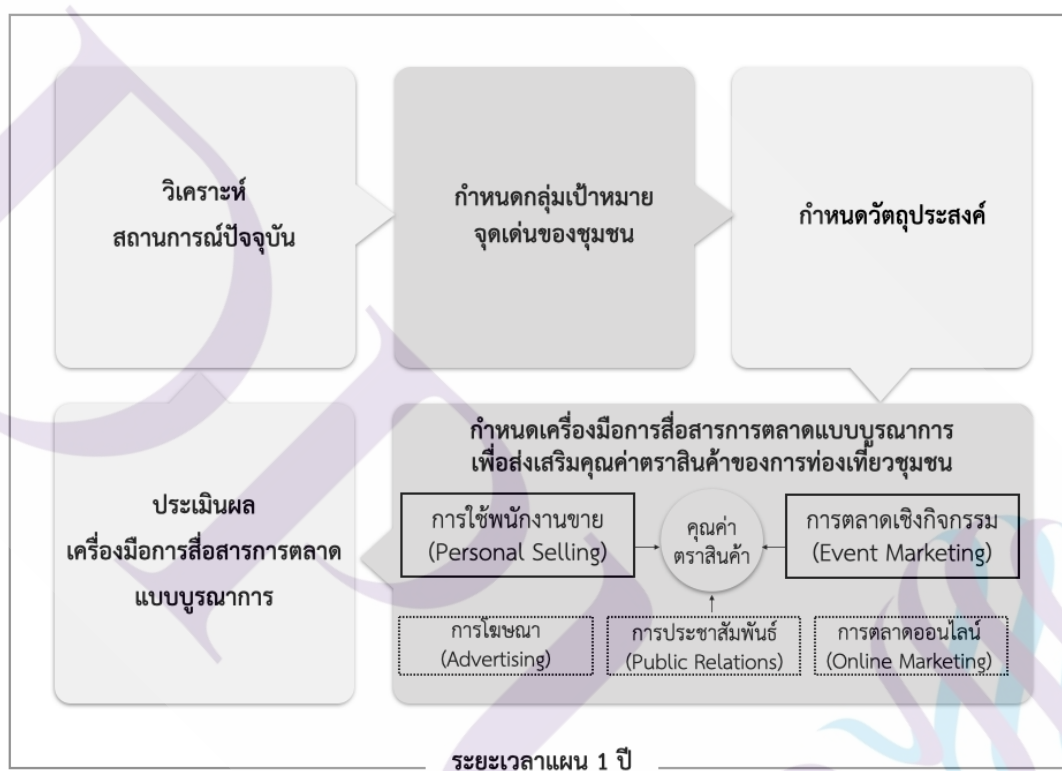 วิเคราะห์
สถานการณ์ปัจจุบัน
กำหนดกลุ่มเป้าหมาย
จุดเด่นของชุมชน
กำหนดวัตถุประสงค์
กำหนดเครื่องมือการสื่อสารการตลาดแบบบูรณาการ
เพื่อส่งเสริมคุณค่าตราสินค้าของการท่องเที่ยวชุมชน
การใช้พนักงานขาย
(Personal Selling)
คุณค่า
ตราสินค้า
การตลาดเชิงกิจกรรม
(Event Marketing)
การโฆษณา
(Advertising)
การประชาสัมพันธ์
(Public Relations)
การตลาดออนไลน์
(Online Marketing)
ประเมินผล
เครื่องมือการสื่อสารการตลาด
แบบบูรณาการ
ระยะเวลาแผน 1 ปี